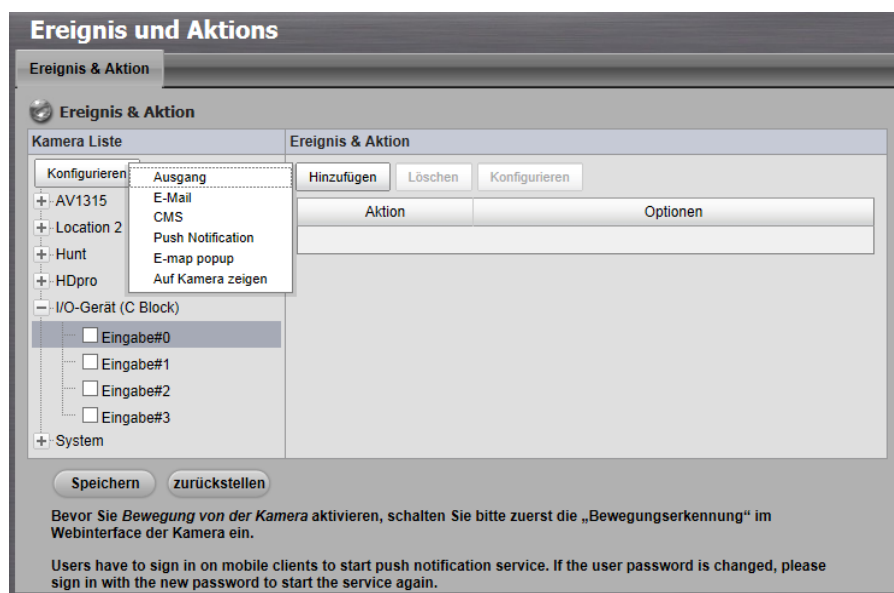 Ereignis und Aktions
Ereignis & Aktion
Ereignis & Aktion
Kamera Liste
Ereignis & Aktion
Konfigurieren
Ausgang
E-Mail
CMS
Push Notification
E-map popup
Auf Kamera zeigen
Hinzufügen
Löschen
Konfigurieren
Aktion
Optionen
AV1315
Location 2
Hunt
HDpro
I/O-Gerät (C Block)
Eingabe#0
Eingabe#1
Eingabe#2
Eingabe#3
System
Speichern
zurückstellen
Bevor Sie Bewegung von der Kamera aktivieren, schalten Sie bitte zuerst die „Bewegungserkennung“ im
Webinterface der Kamera ein.
Users have to sign in on mobile clients to start push notification service. If the user password is changed, please
sign in with the new password to start the service again.